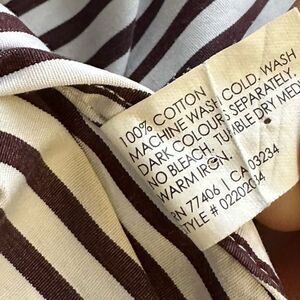 100% COTTON
MACHINE WASH COLD. WASH
DARK COLOURS SEPARATELY.
NO BLEACH, TUMBLE DRY MED
WARM IRON.
RN 77406 CA 03234
STYLE # 02202034